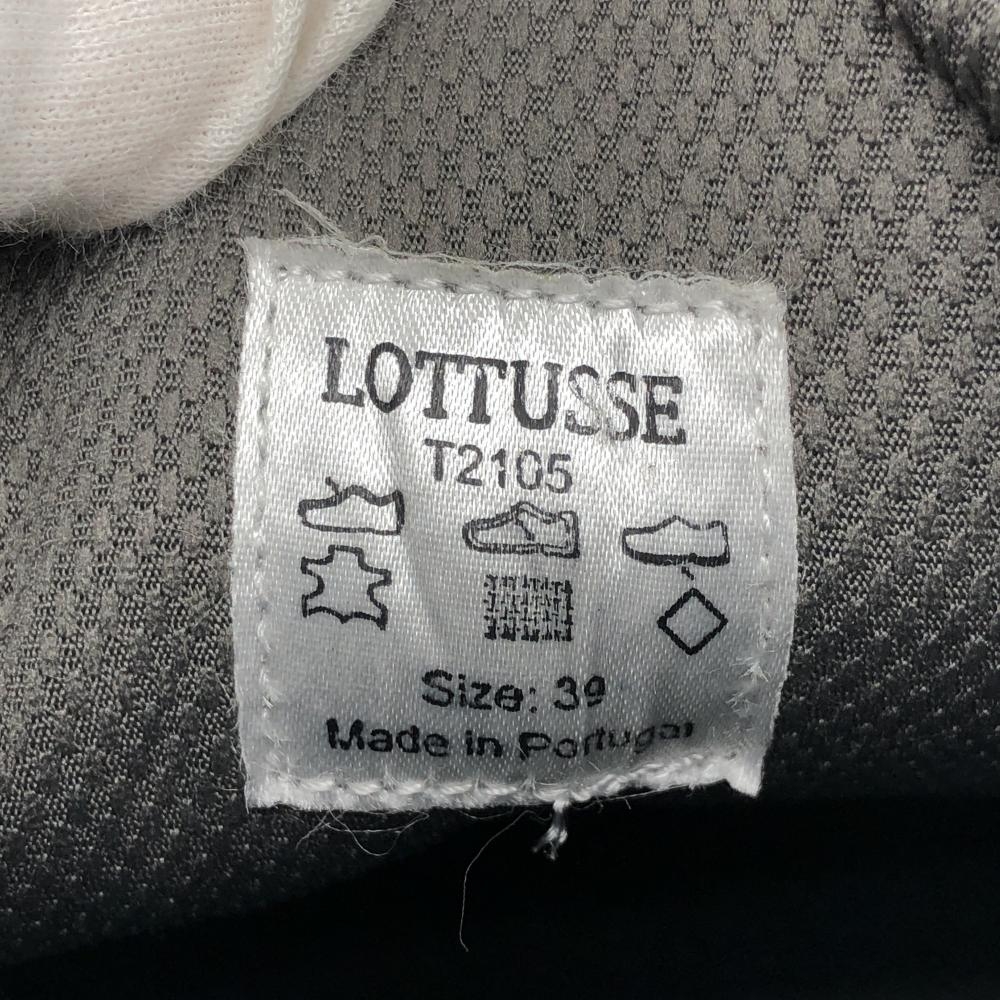 LOTTUSSE
T2105
Size: 39
Made in Portugal